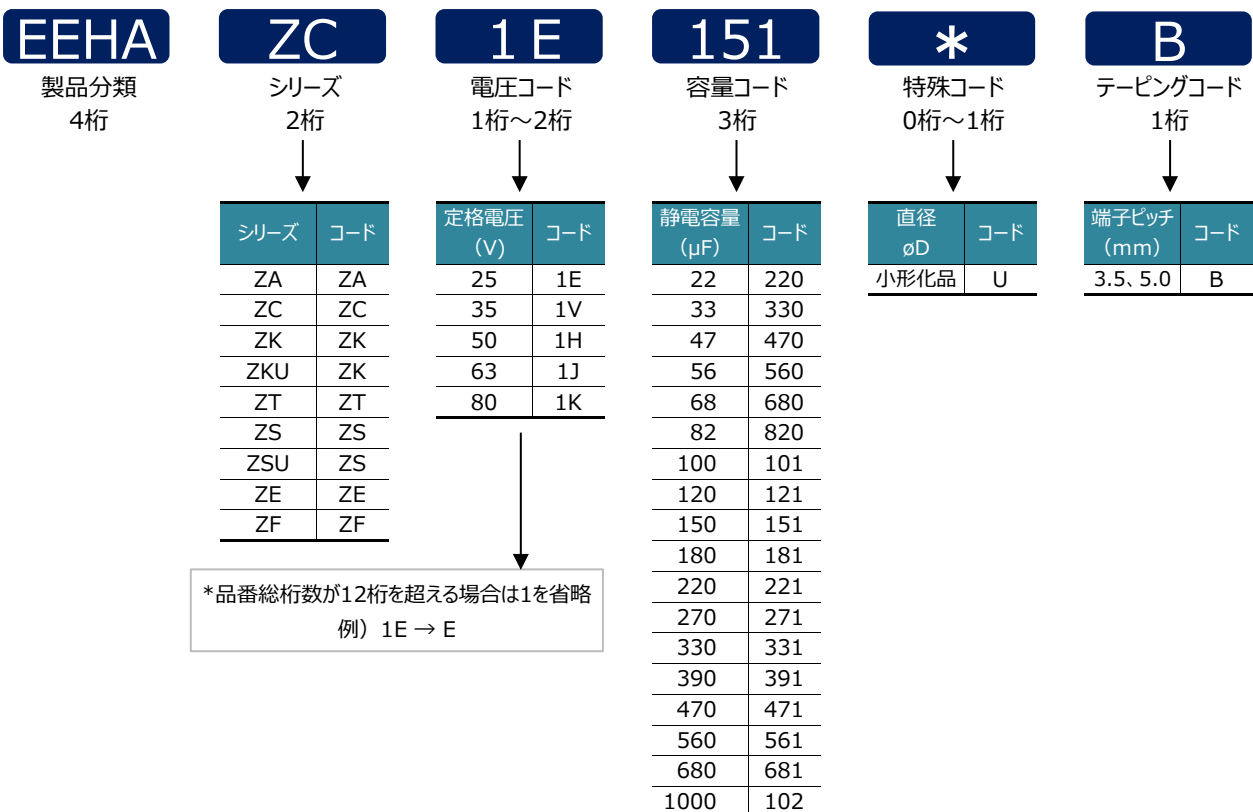 EEHA ZC 1E 151 * B
製品分類 シリーズ 電圧コード 容量コード 特殊コード テーピングコード
4桁 2桁 1桁～2桁 3桁 0桁～1桁 1桁
シリーズ コード
ZA ZA
ZC ZC
ZK ZK
ZKU ZK
ZT ZT
ZS ZS
ZSU ZS
ZE ZE
ZF ZF
定格電圧
（V） コード
25 1E
35 1V
50 1H
63 1J
80 1K
*品番総桁数が12桁を超える場合は1を省略
例）1E → E
静電容量
（μF） コード
22 220
33 330
47 470
56 560
68 680
82 820
100 101
120 121
150 151
180 181
220 221
270 271
330 331
390 391
470 471
560 561
680 681
1000 102
直径
øD コード
小形化品 U
端子ピッチ
（mm） コード
3.5、5.0 B